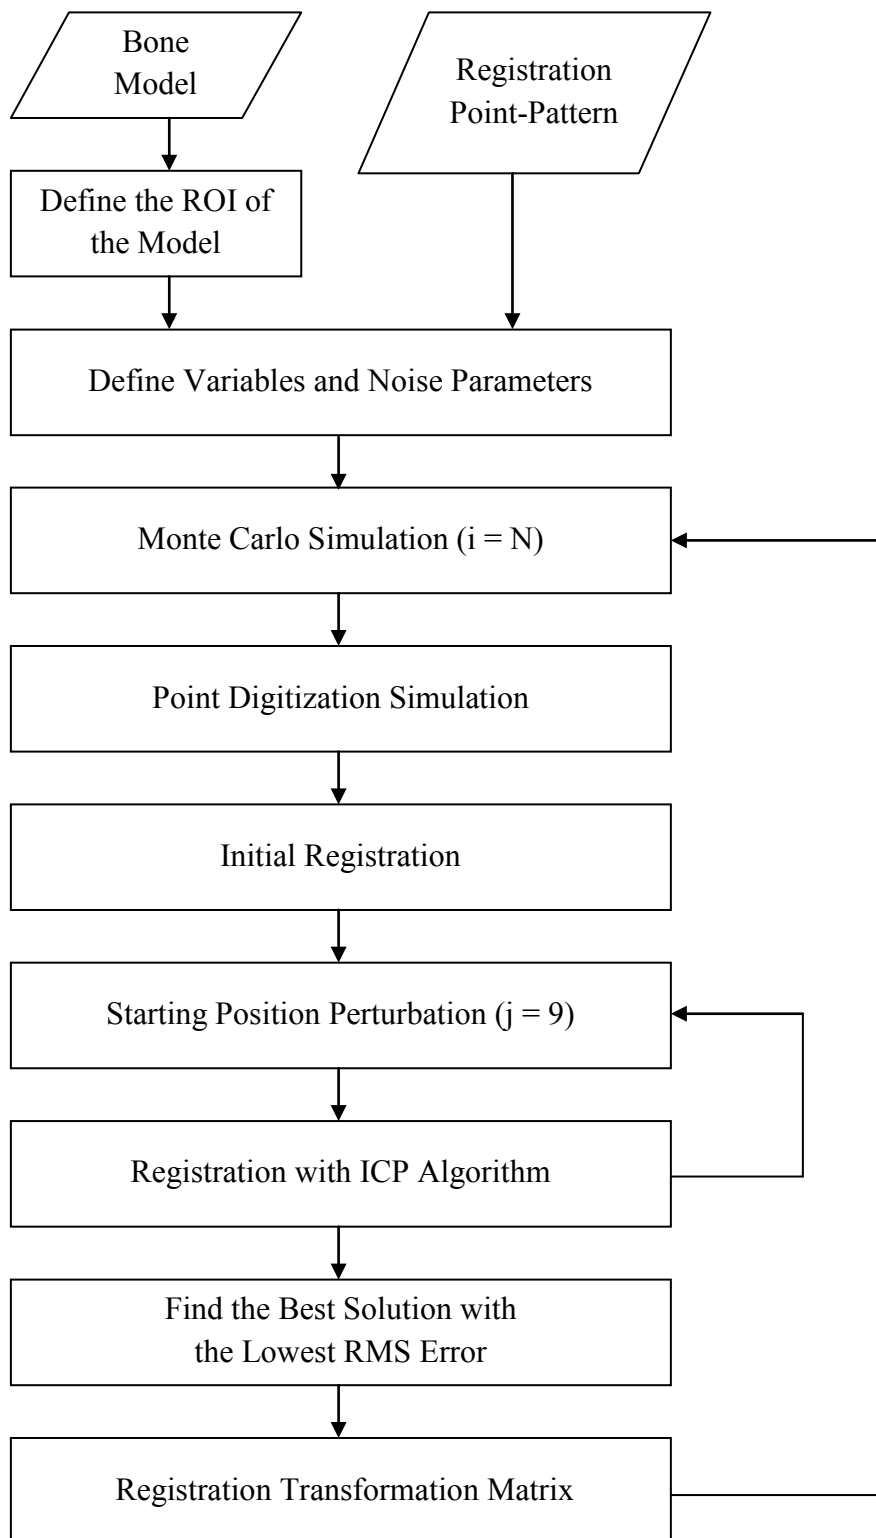 Bone
Model
Registration
Point-Pattern
Define the ROI of
the Model
Define Variables and Noise Parameters
Monte Carlo Simulation (i = N)
Point Digitization Simulation
Initial Registration
Starting Position Perturbation (j = 9)
Registration with ICP Algorithm
Find the Best Solution with
the Lowest RMS Error
Registration Transformation Matrix